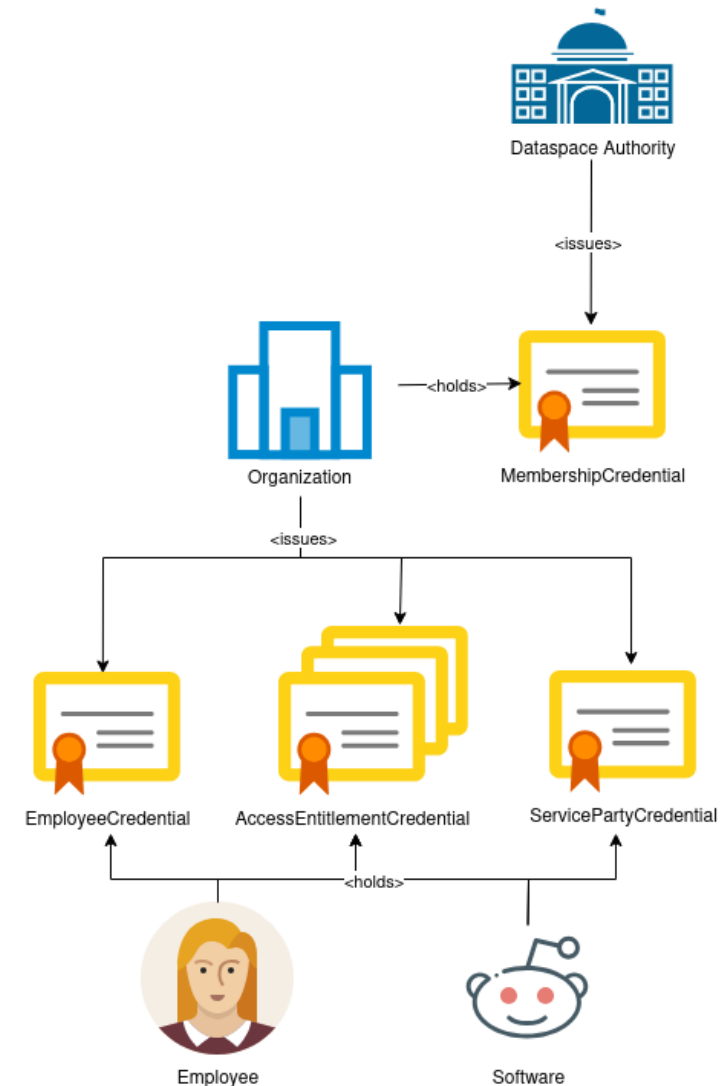 Dataspace Authority
<issues>
<holds>
Organization
MembershipCredential
<issues>
EmployeeCredential
AccessEntitlementCredential
ServicePartyCredential
<holds>
Employee
Software